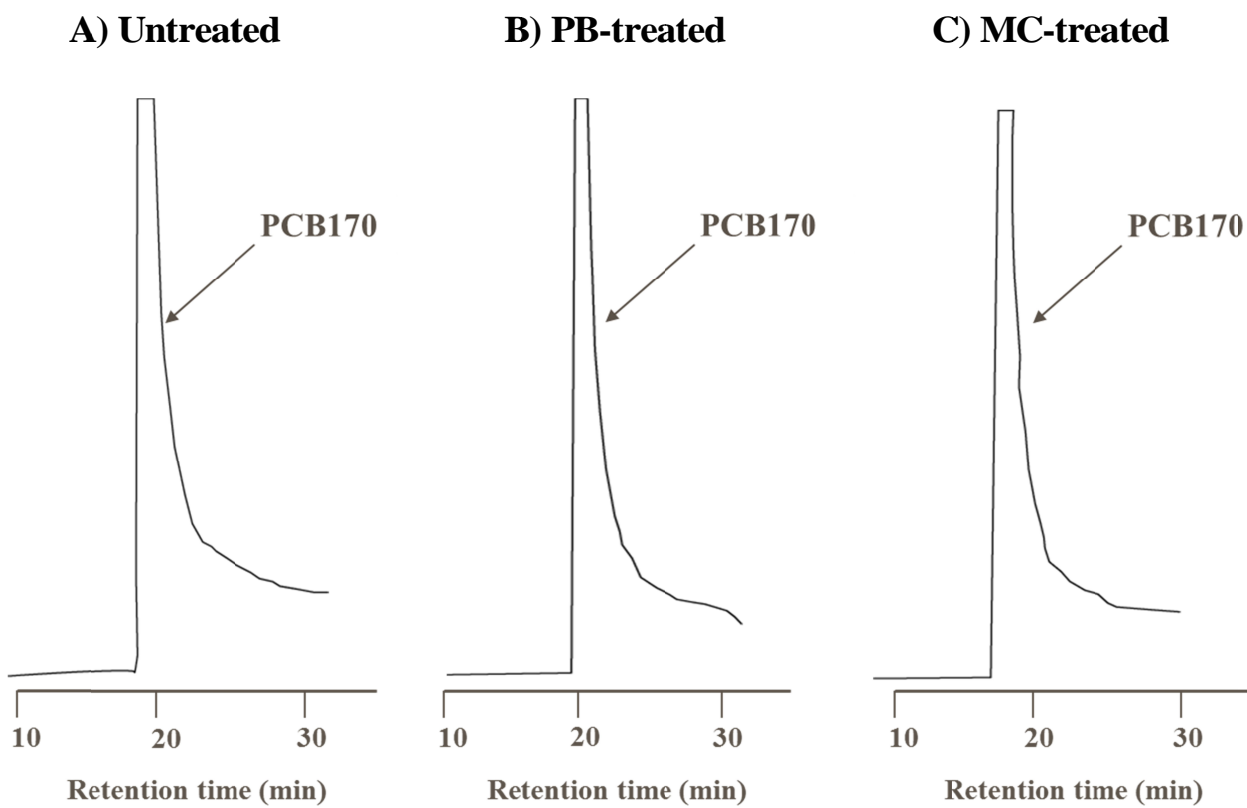 A) Untreated
B) PB-treated
C) MC-treated
PCB170
PCB170
PCB170
10 20 30
10 20 30
10 20 30
Retention time (min)
Retention time (min)
Retention time (min)